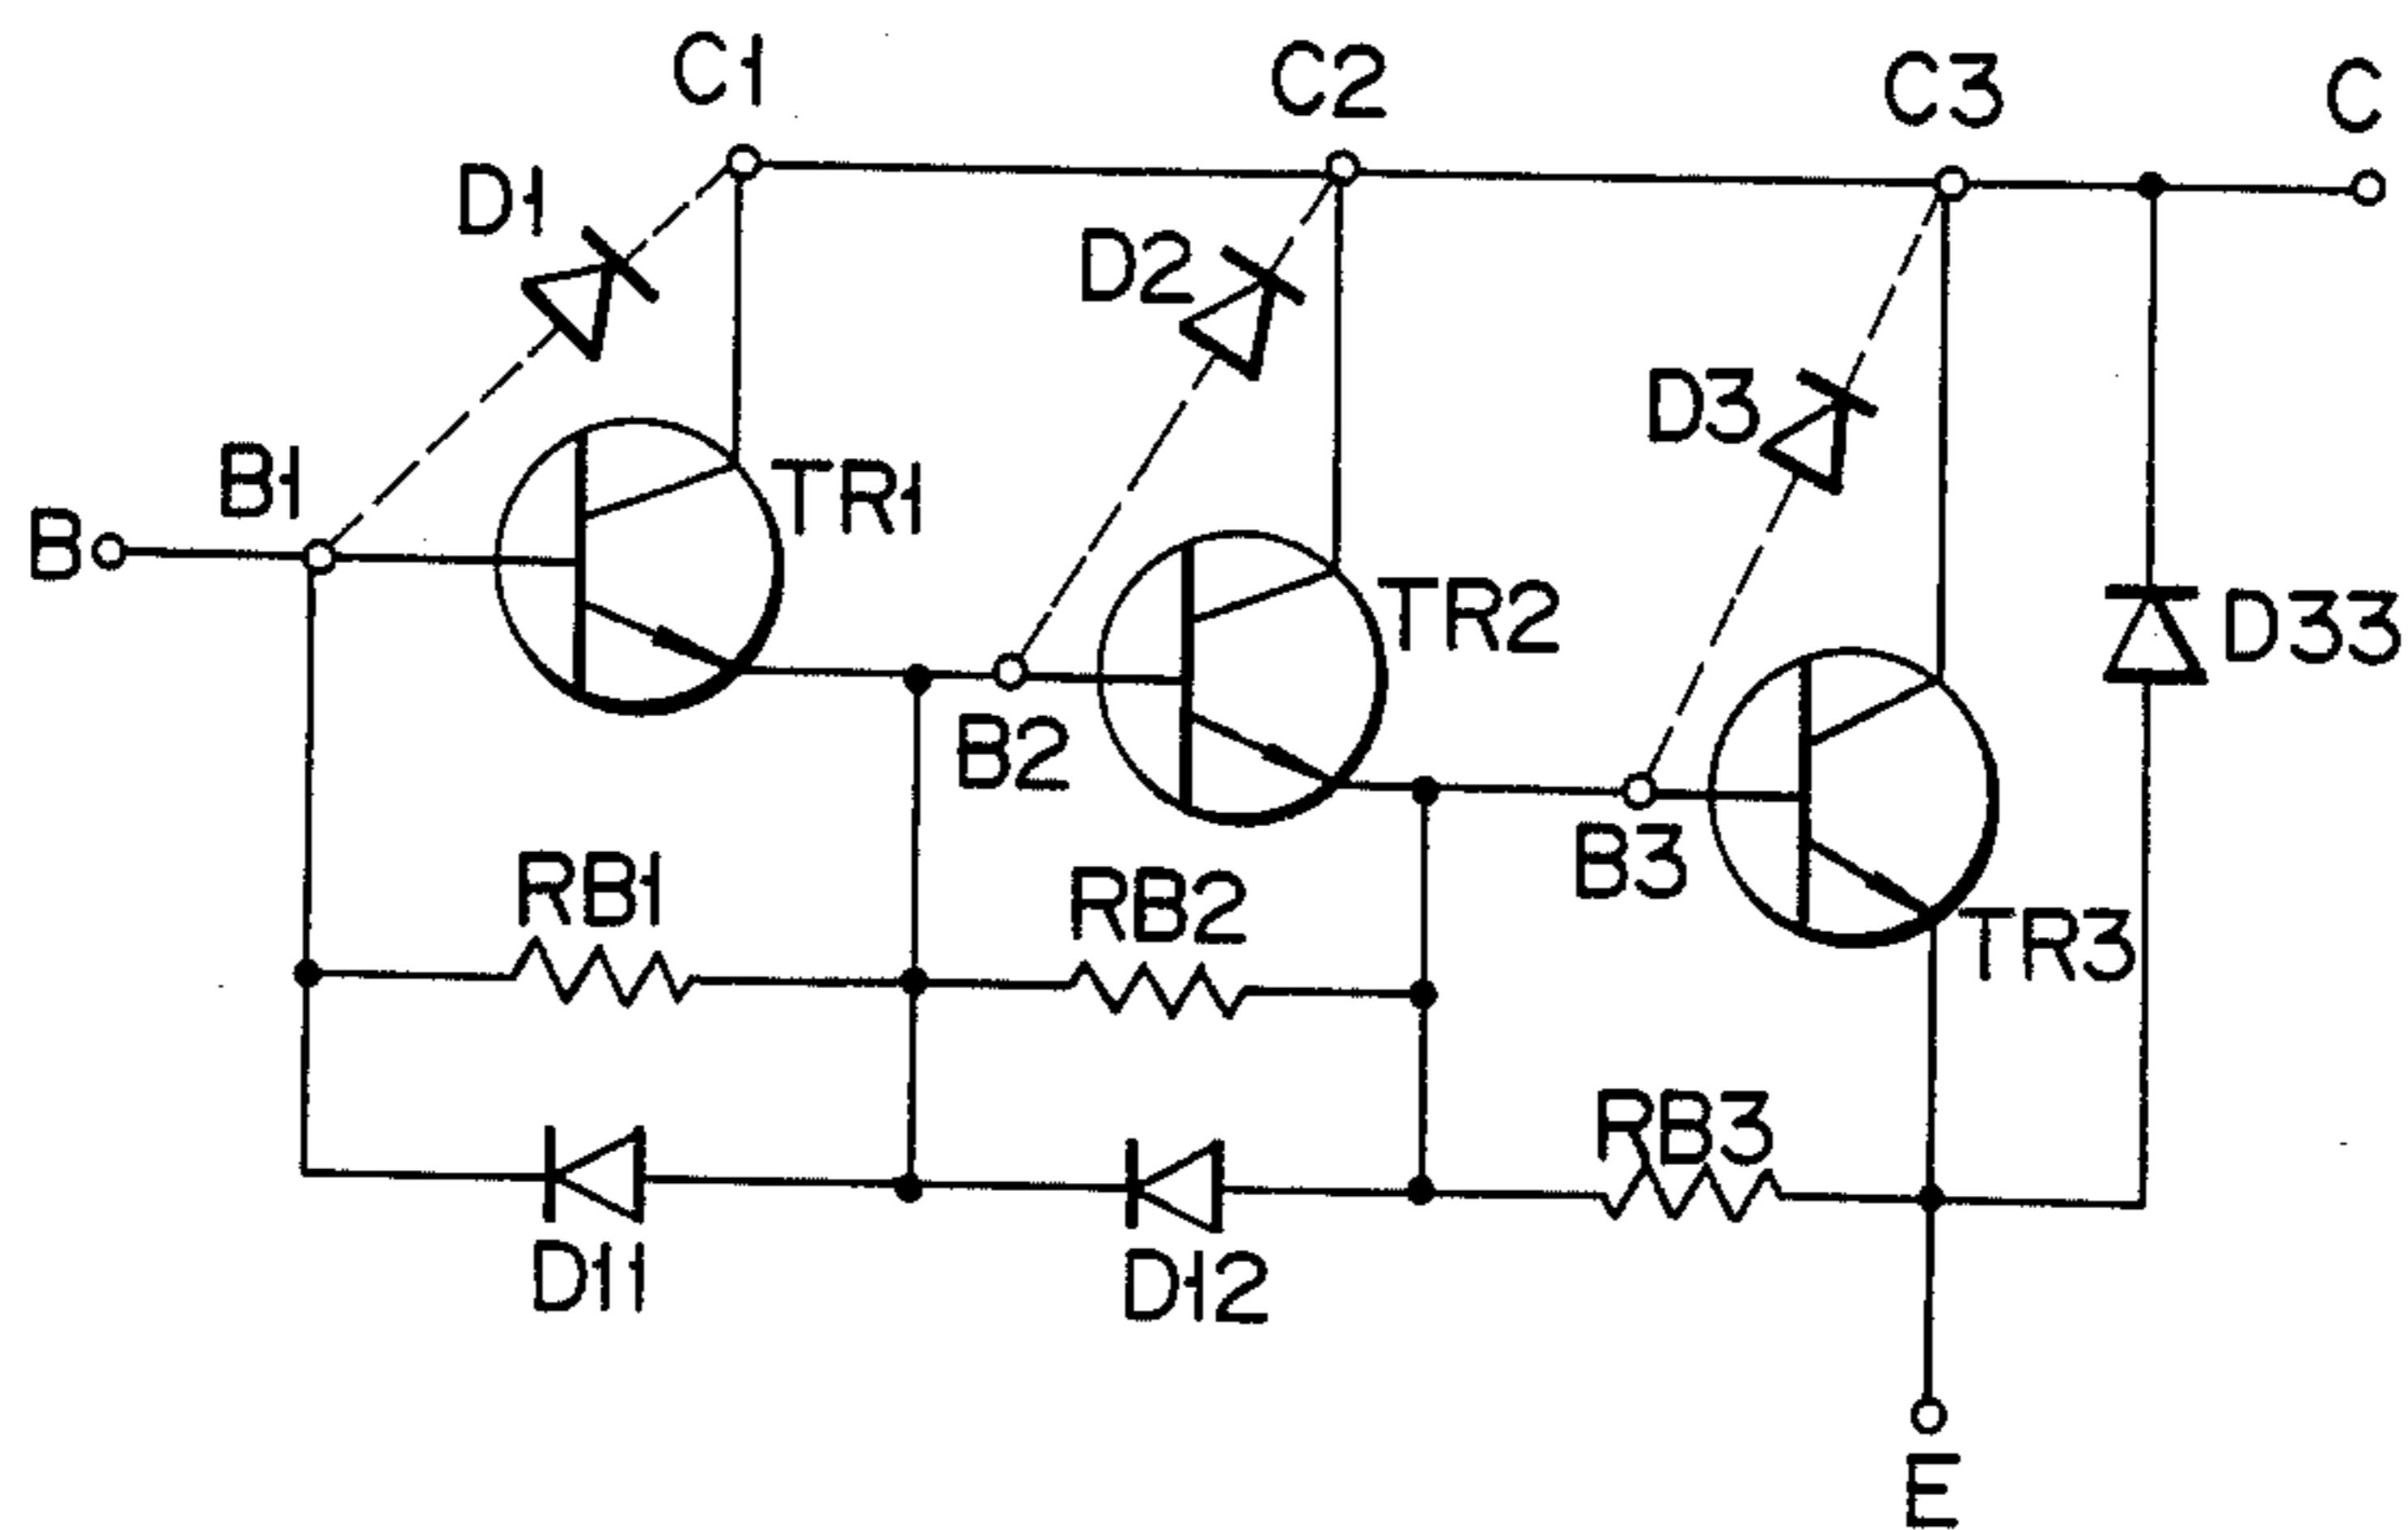 C1
C2
C3
C
D1
D2
D3
B1
B
TR1
TR2
D33
B2
B3
RB1
RB2
TR3
RB3
D11
D12
E